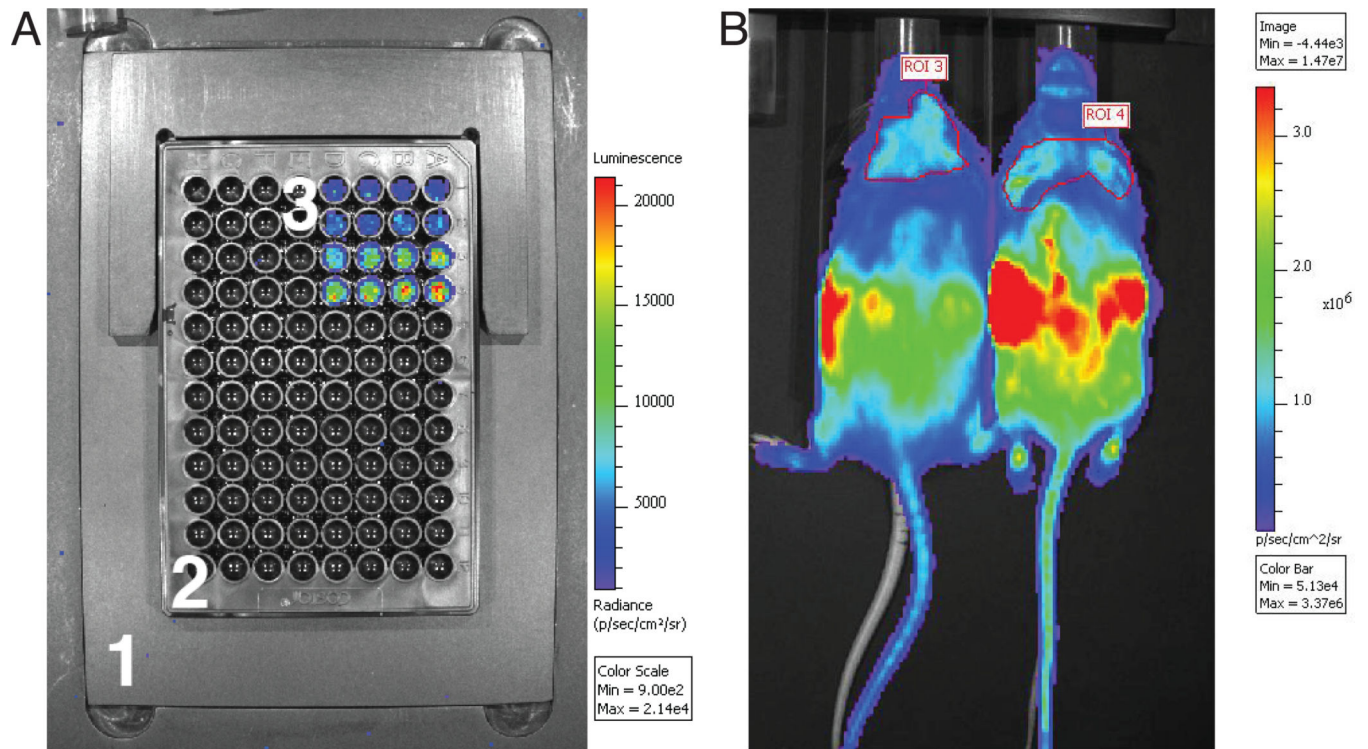 A
B
1
2
3
D C B A
Luminescence
20000
15000
10000
5000
Radiance
(p/sec/cm²/sr)
Color Scale
Min = 9.00e2
Max = 2.14e4
ROI 3
ROI 4
Image
Min = -4.44e3
Max = 1.47e7
3.0
2.0
x10⁶
1.0
p/sec/cm^2/sr
Color Bar
Min = 5.13e4
Max = 3.37e6